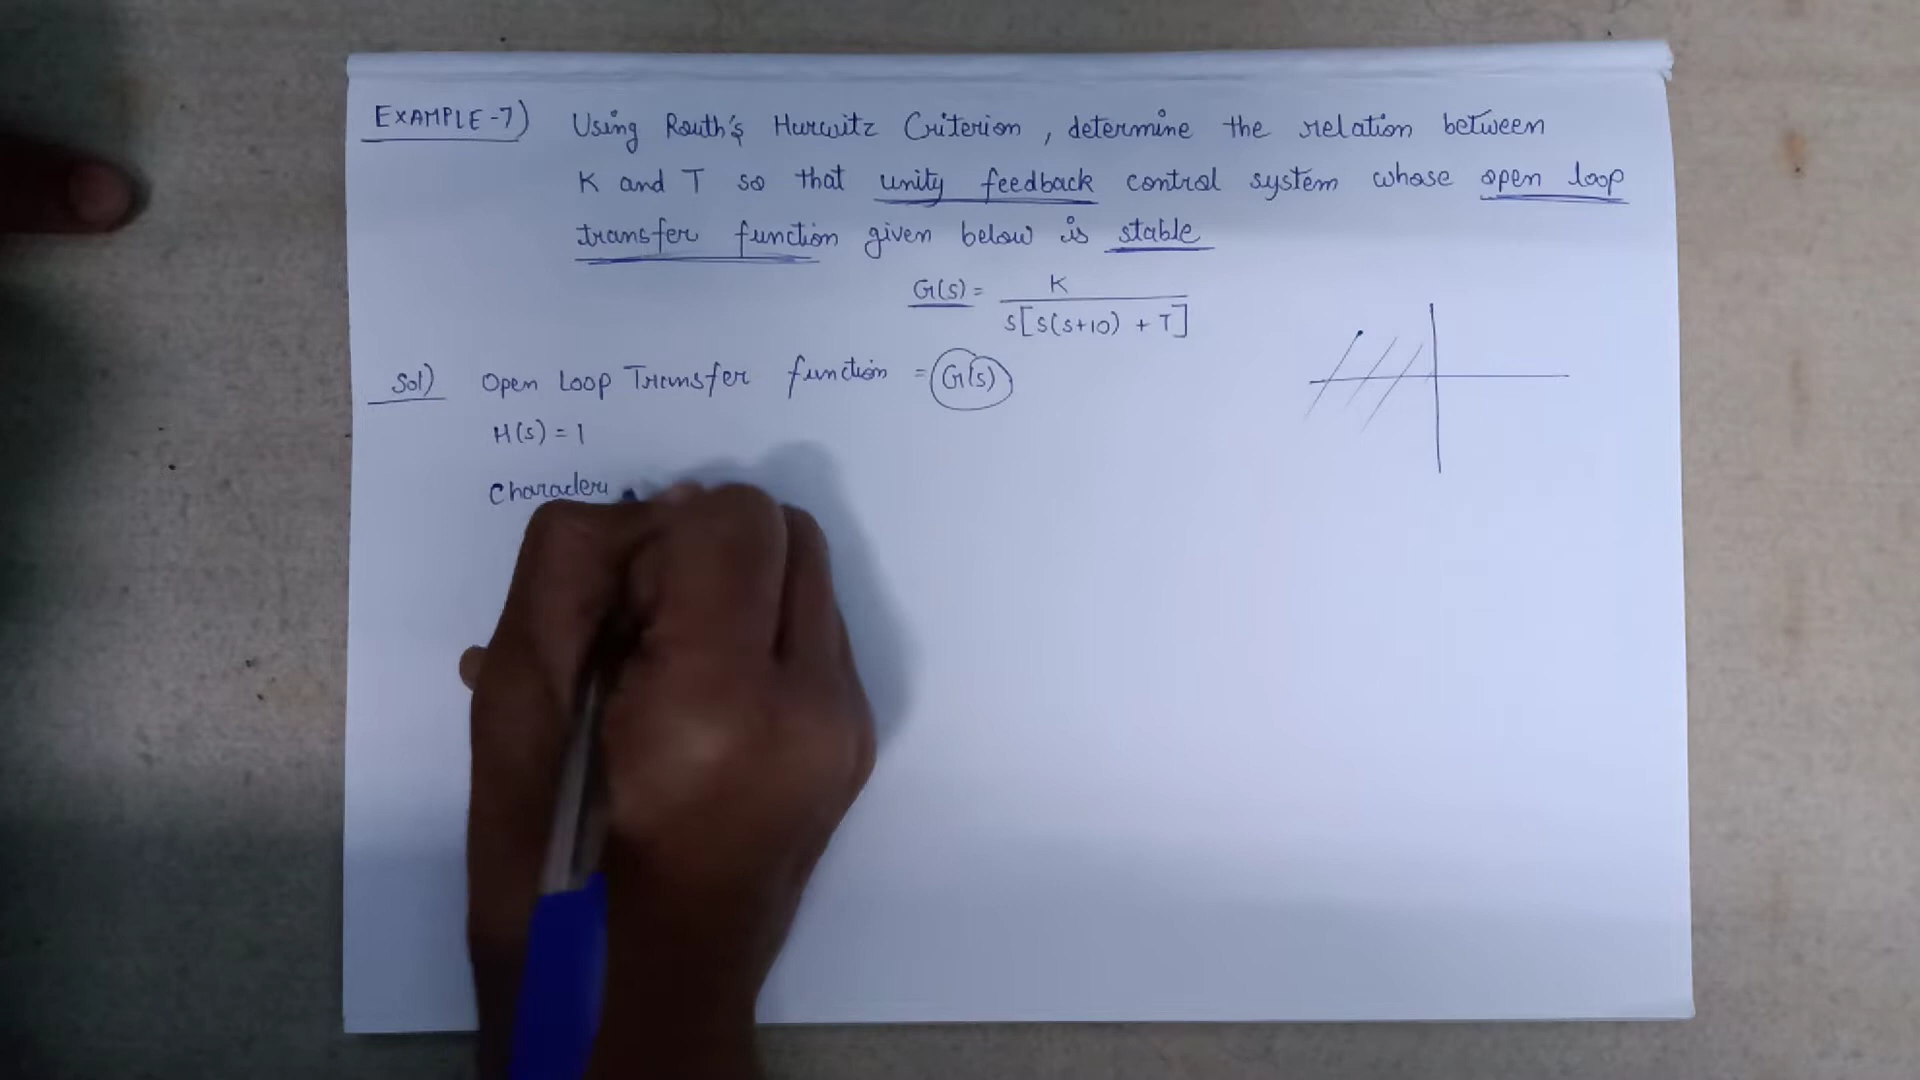 EXAMPLE-7) Using Routh's Hurwitz Criterion, determine the relation between
K and T so that unity feedback control system whose open loop
transfer function given below is stable
G(s) = K / s[s(s+10) + T]
Sol) Open Loop Transfer function = G(s)
H(s) = 1
Characteri